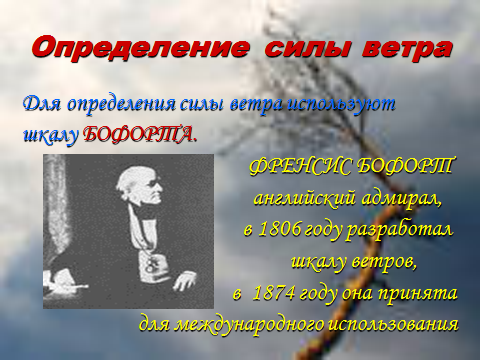 Определение силы ветра
Для определения силы ветра используют
шкалу БОФОРТА.
ФРЕНСИС БОФОРТ
английский адмирал,
в 1806 году разработал
шкалу ветров,
в 1874 году она принята
для международного использования